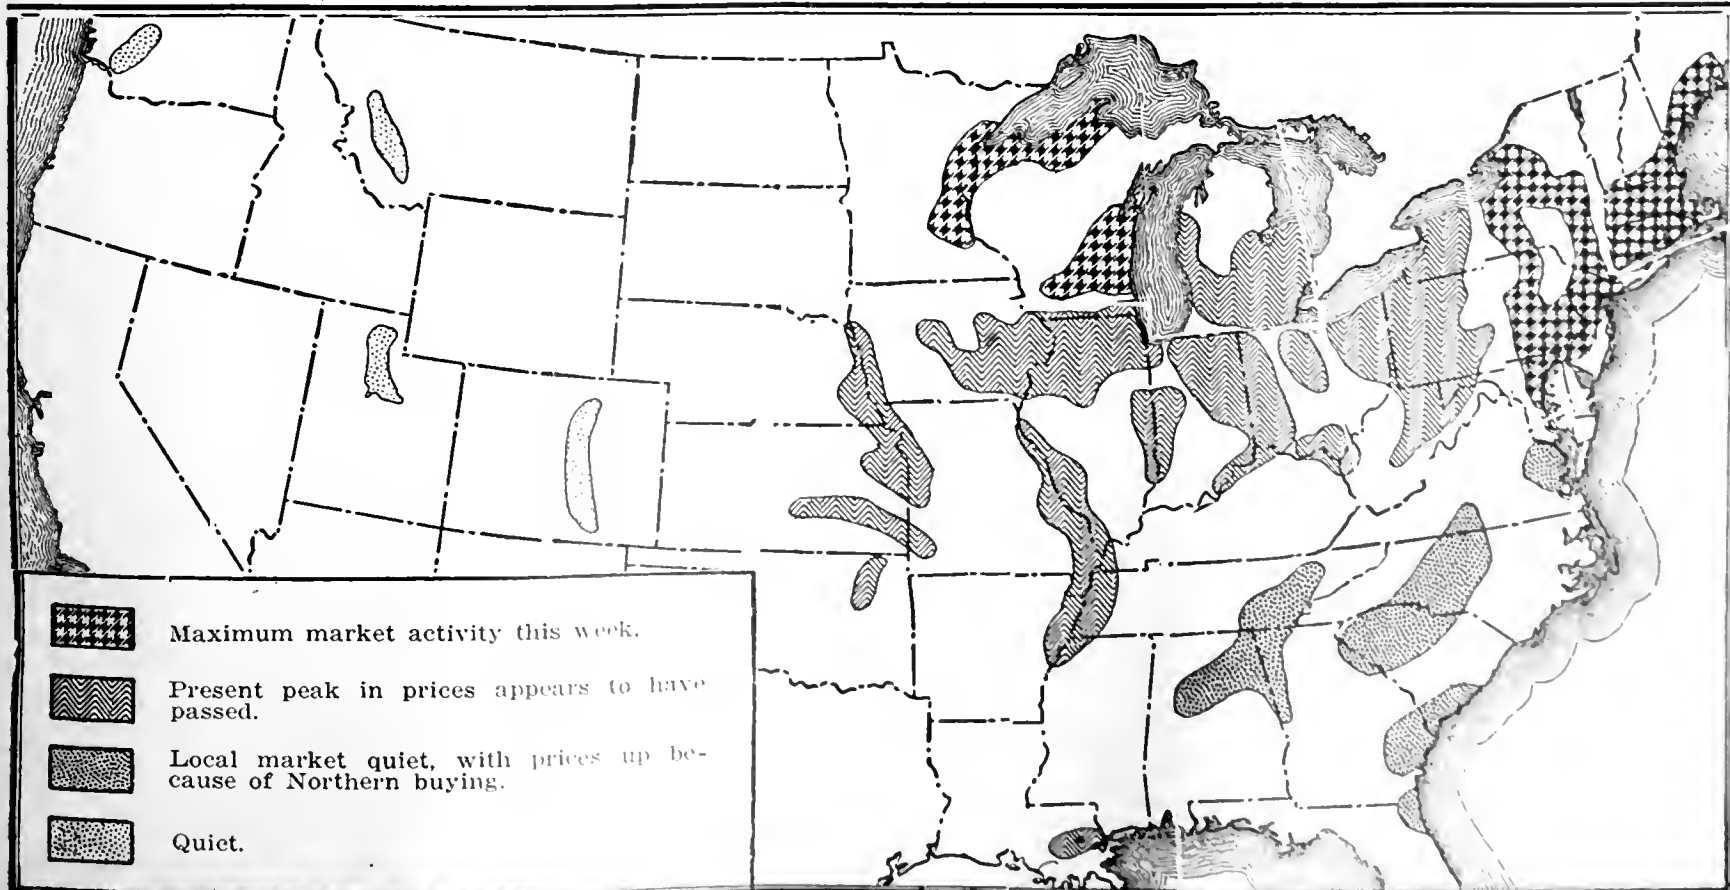 Maximum market activity this week.
Present peak in prices appears to have
passed.
Local market quiet, with prices up be-
cause of Northern buying.
Quiet.